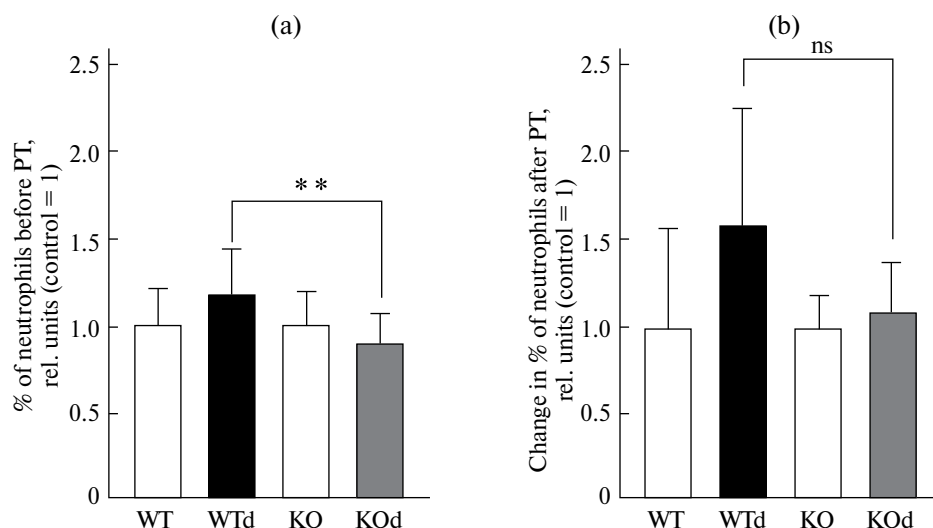 (a)
% of neutrophils before PT,
rel. units (control = 1)
2.5
2.0
1.5
1.0
0.5
0
* *
WT WTd KO KOd
(b)
Change in % of neutrophils after PT,
rel. units (control = 1)
2.5
2.0
1.5
1.0
0.5
0
ns
WT WTd KO KOd